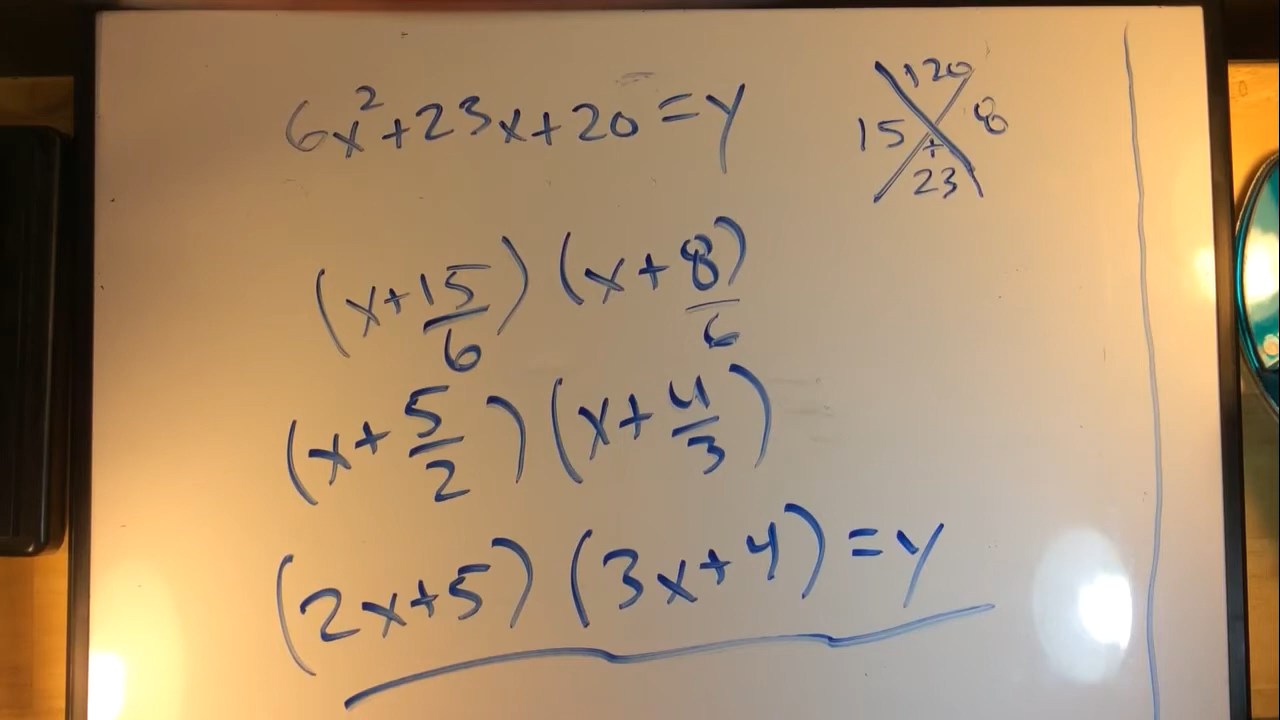 6x²+23x+20=y
120
15 8
+
23
(x+15/6)(x+8/6)
(x+5/2)(x+4/3)
(2x+5)(3x+4)=y